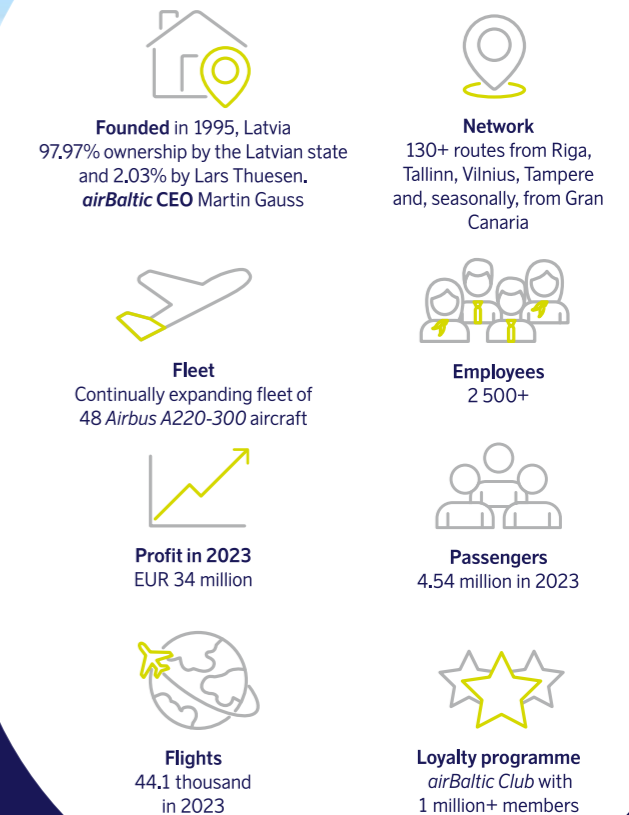 Founded in 1995, Latvia
97.97% ownership by the Latvian state
and 2.03% by Lars Thuesen.
airBaltic CEO Martin Gauss
Network
130+ routes from Riga,
Tallinn, Vilnius, Tampere
and, seasonally, from Gran
Canaria
Fleet
Continually expanding fleet of
48 Airbus A220-300 aircraft
Employees
2 500+
Profit in 2023
EUR 34 million
Passengers
4.54 million in 2023
Flights
44.1 thousand
in 2023
Loyalty programme
airBaltic Club with
1 million+ members